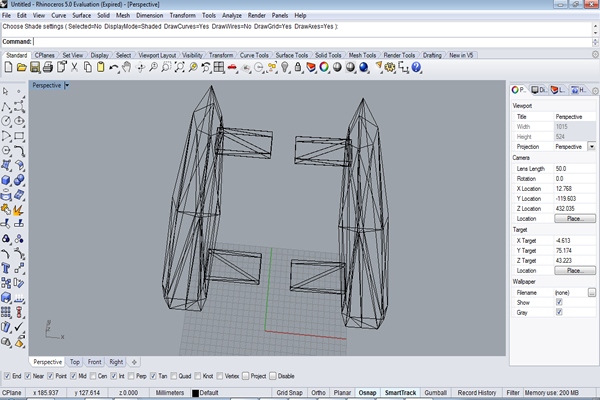 Untitled - Rhinoceros 5.0 Evaluation (Expired) - [Perspective]
File Edit View Curve Surface Solid Mesh Dimension Transform Tools Analyze Render Panels Help
Choose Shade settings ( Selected=No DisplayMode=Shaded DrawCurves=Yes DrawWires=No DrawGrid=Yes DrawAxes=Yes ):
Command:
Standard CPlanes Set View Display Select Viewport Layout Visibility Transform Curve Tools Surface Tools Solid Tools Mesh Tools Render Tools Drafting New in V5
Perspective
P... Di... L... H...
Viewport
Title Perspective
Width 1015
Height 524
Projection Perspective
Camera
Lens Length 50.0
Rotation 0.0
X Location 12.768
Y Location -119.603
Z Location 432.035
Location Place...
Target
X Target -4.613
Y Target 75.174
Z Target 43.223
Location Place...
Wallpaper
Filename (none) ...
Show
Gray
Perspective Top Front Right
End Near Point Mid Cen Int Perp Tan Quad Knot Vertex Project Disable
CPlane x 185.937 y 127.614 z 0.000 Millimeters Default Grid Snap Ortho Planar Osnap SmartTrack Gumball Record History Filter Memory use: 200 MB